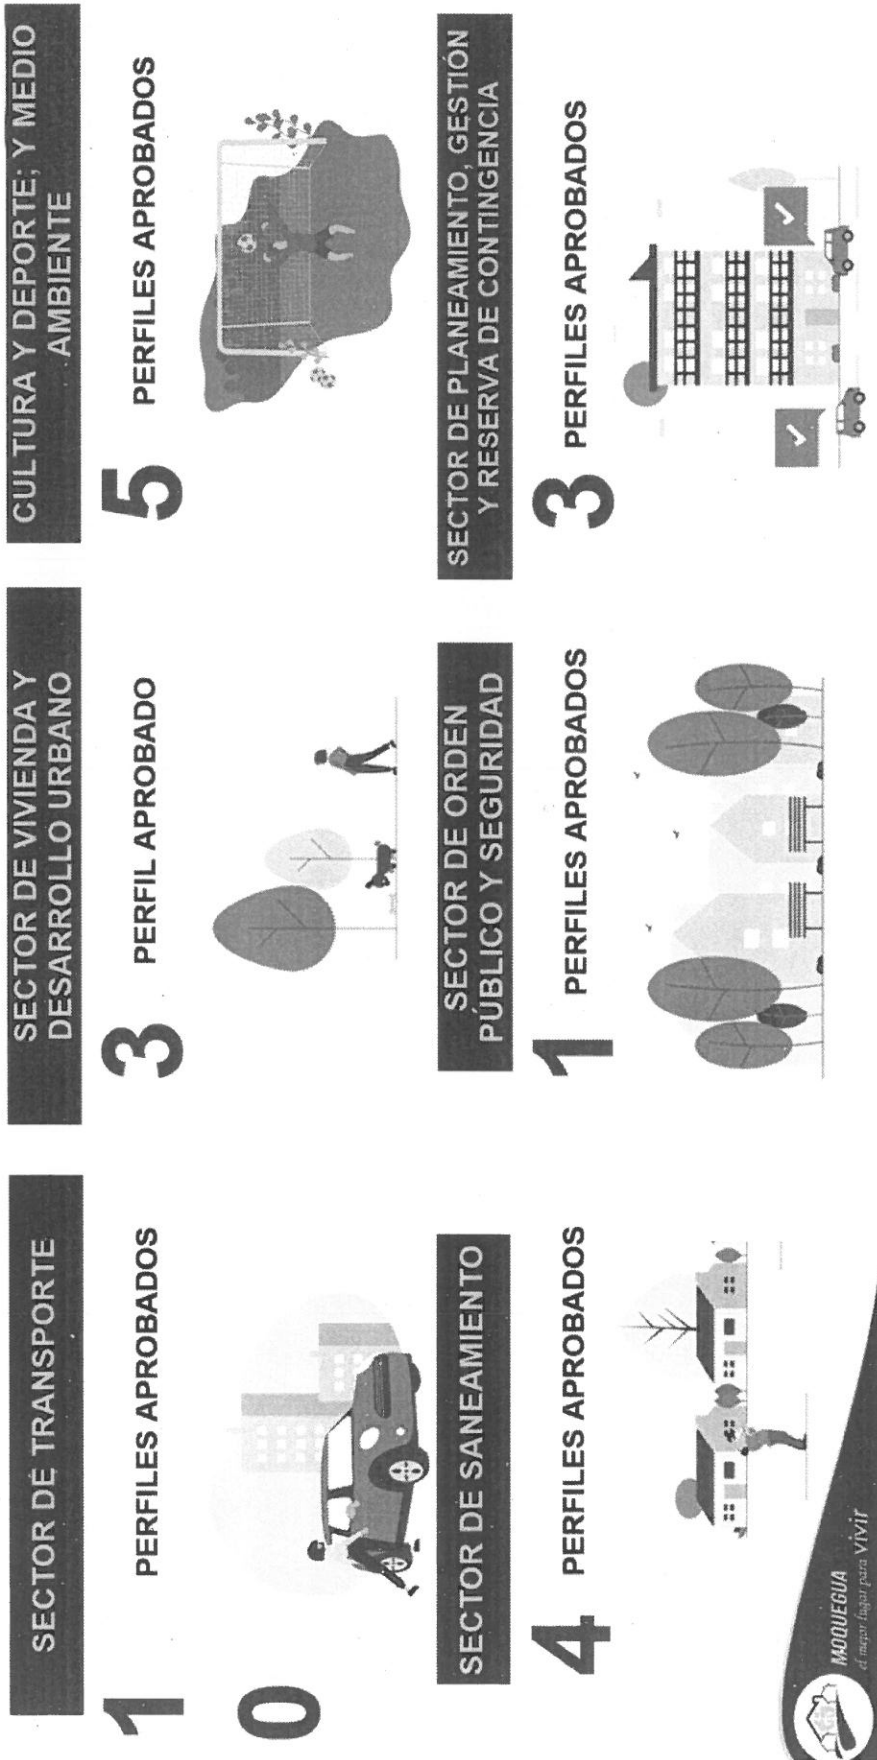 SECTOR DE TRANSPORTE
1
0
PERFILES APROBADOS
SECTOR DE VIVIENDA Y
DESARROLLO URBANO
3
PERFIL APROBADO
CULTURA Y DEPORTE; Y MEDIO
AMBIENTE
5
PERFILES APROBADOS
SECTOR DE SANEAMIENTO
4
PERFILES APROBADOS
SECTOR DE ORDEN
PÚBLICO Y SEGURIDAD
1
PERFILES APROBADOS
SECTOR DE PLANEAMIENTO, GESTIÓN
Y RESERVA DE CONTINGENCIA
3
PERFILES APROBADOS
MOQUEGUA
el mejor lugar para vivir